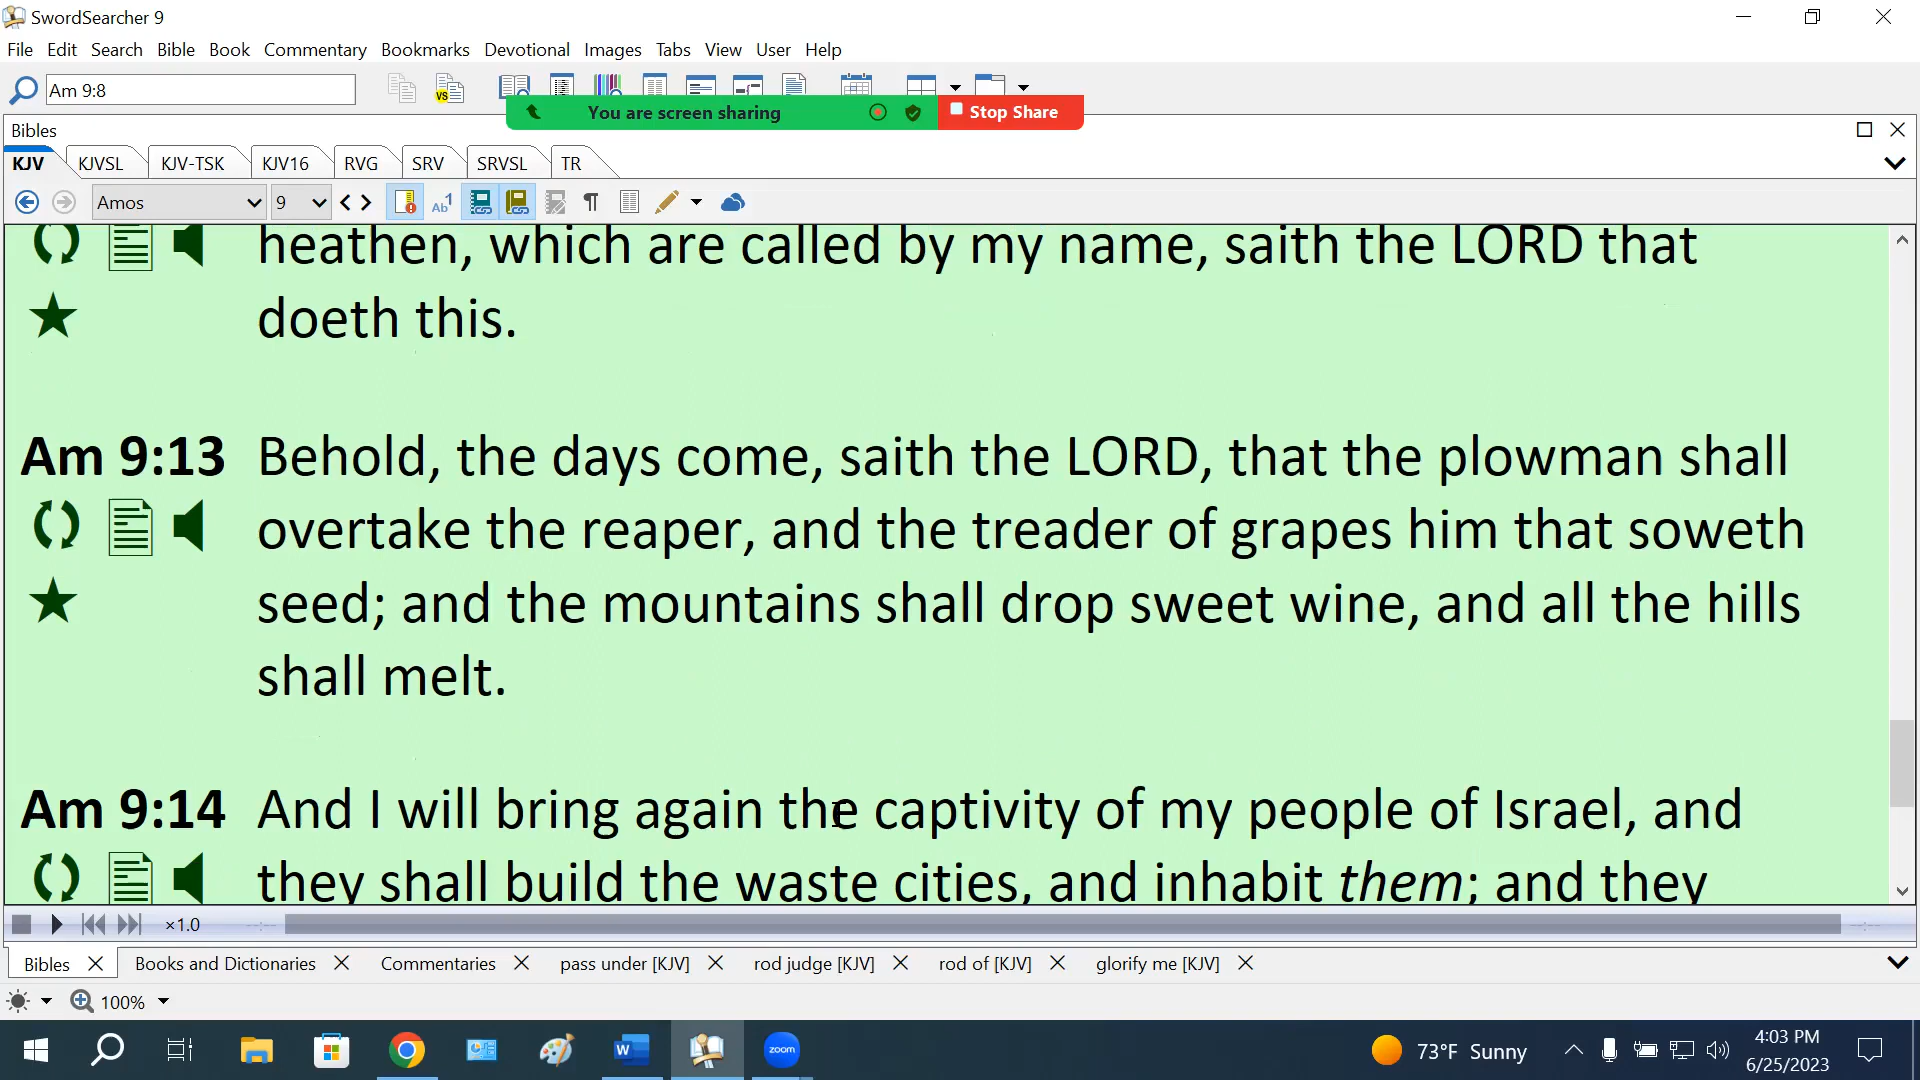 SwordSearcher 9
File Edit Search Bible Book Commentary Bookmarks Devotional Images Tabs View User Help
Am 9:8
VS
You are screen sharing Stop Share
Bibles
KJV KJVSL KJV-TSK KJV16 RVG SRV SRVSL TR
Amos 9 Ab1 ¶
heathen, which are called by my name, saith the LORD that
doeth this.
Am 9:13 Behold, the days come, saith the LORD, that the plowman shall
overtake the reaper, and the treader of grapes him that soweth
seed; and the mountains shall drop sweet wine, and all the hills
shall melt.
Am 9:14 And I will bring again the captivity of my people of Israel, and
they shall build the waste cities, and inhabit them; and they
×1.0 --:-- --:--
Bibles Books and Dictionaries Commentaries pass under [KJV] rod judge [KJV] rod of [KJV] glorify me [KJV]
100%
W zoom 73°F Sunny 4:03 PM
6/25/2023